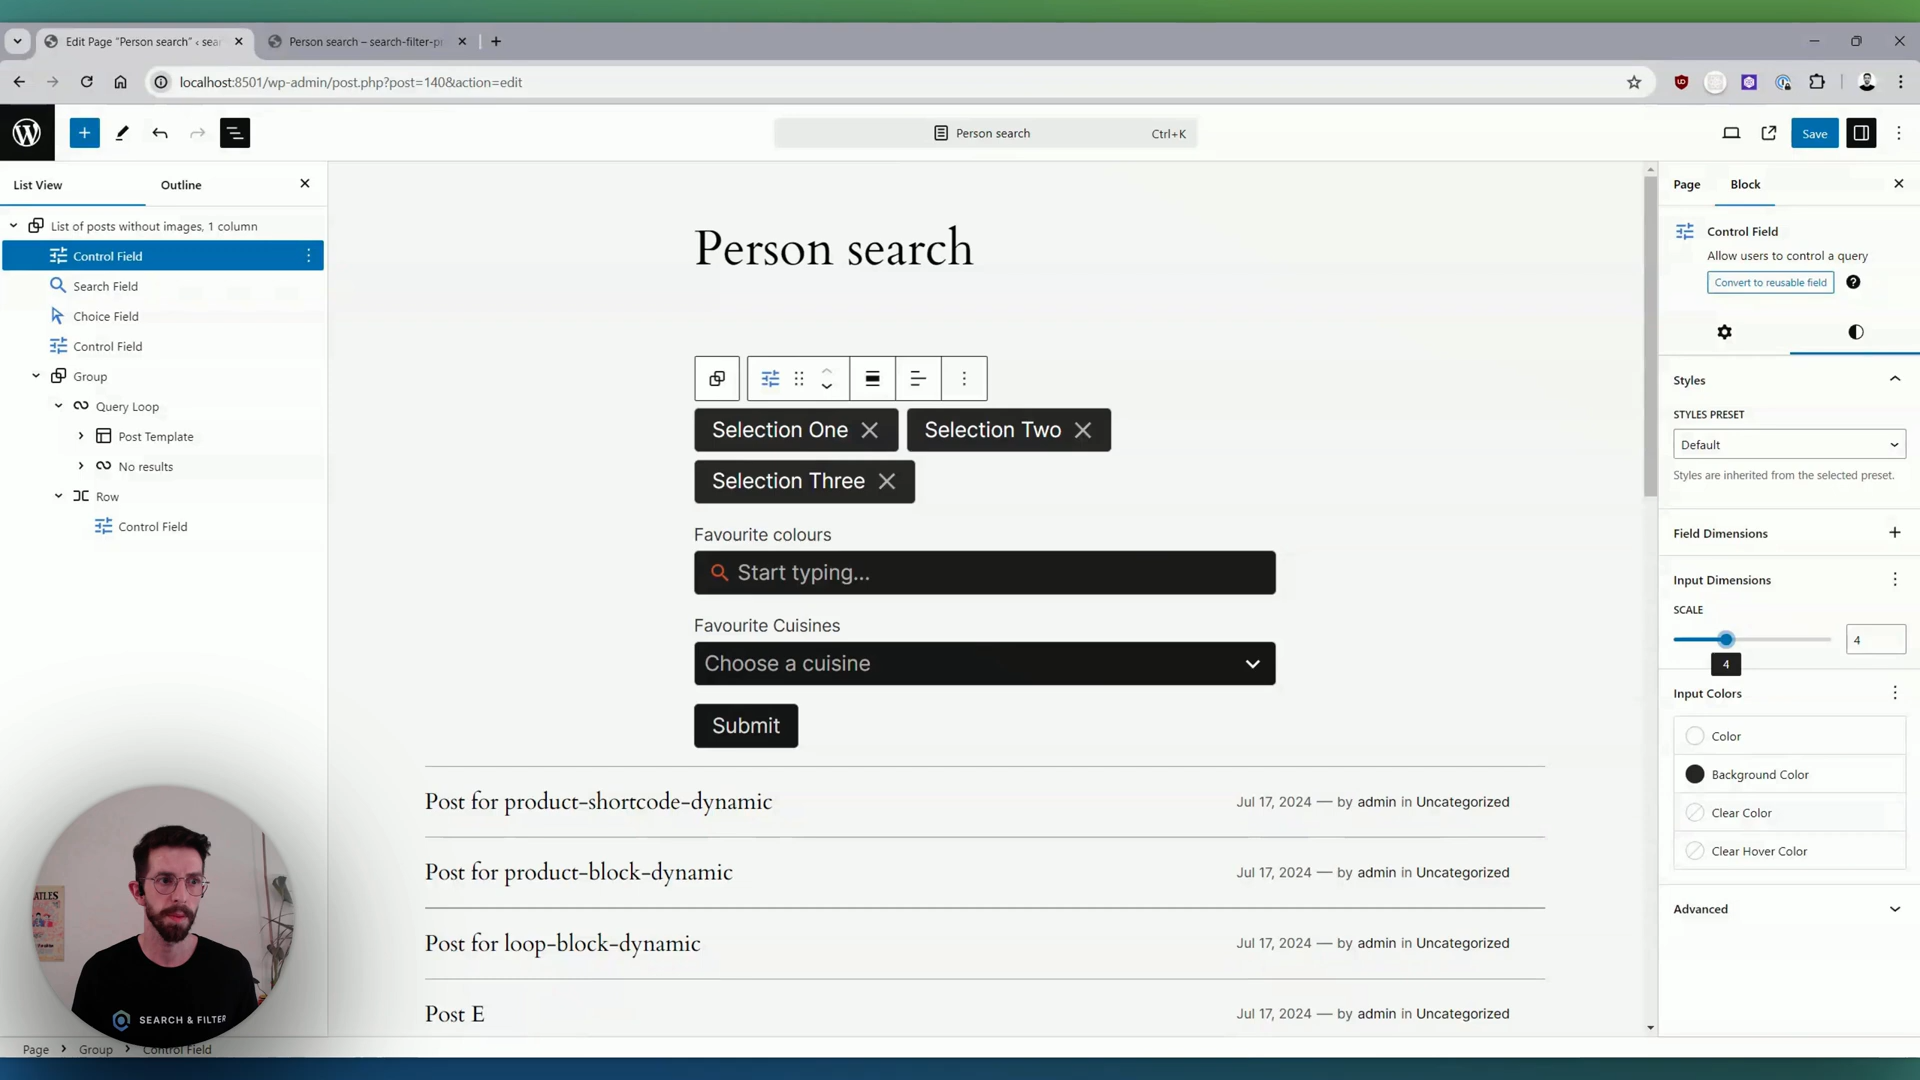 Edit Page "Person search" ‹ sear
Person search – search-filter-pr
localhost:8501/wp-admin/post.php?post=140&action=edit
Person search
Ctrl+K
Save
List View
Outline
Page
Block
List of posts without images, 1 column
Control Field
Search Field
Choice Field
Control Field
Group
Query Loop
Post Template
No results
Row
Control Field
Person search
Selection One
Selection Two
Selection Three
Favourite colours
Start typing...
Favourite Cuisines
Choose a cuisine
Submit
Post for product-shortcode-dynamic
Jul 17, 2024 — by admin in Uncategorized
Post for product-block-dynamic
Jul 17, 2024 — by admin in Uncategorized
Post for loop-block-dynamic
Jul 17, 2024 — by admin in Uncategorized
Post E
Jul 17, 2024 — by admin in Uncategorized
Control Field
Allow users to control a query
Convert to reusable field
Styles
STYLES PRESET
Default
Styles are inherited from the selected preset.
Field Dimensions
Input Dimensions
SCALE
4
4
Input Colors
Color
Background Color
Clear Color
Clear Hover Color
Advanced
SEARCH & FILTER
Page
Group
Control Field